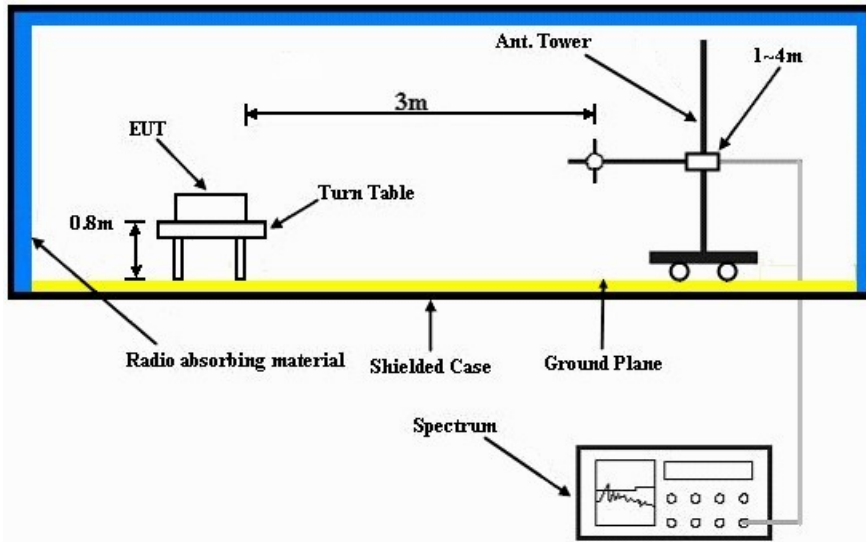 Ant. Tower
1~4m
3m
EUT
Turn Table
0.8m
Radio absorbing material
Shielded Case
Ground Plane
Spectrum